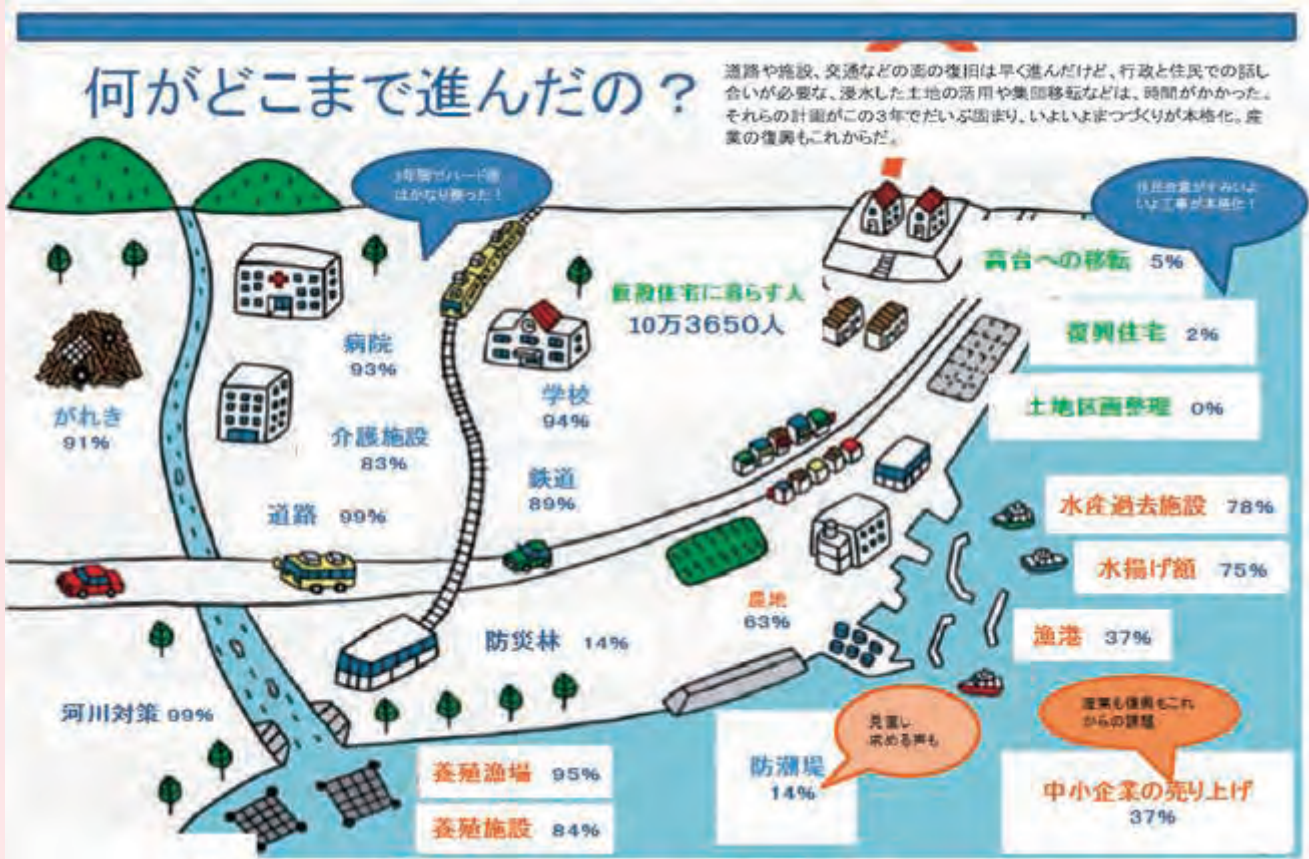 何がどこまで進んだの？
道路や施設、交通などの面の復旧は早く進んだけど、行政と住民での話し
合いが必要な、浸水した土地の活用や集団移転などは、時間がかかった。
それらの計画がこの3年でだいぶ固まり、いよいよまつづくりが本格化。産
業の復興もこれからだ。
3年間でハード面
はかなり整った！
住民合意がすみいよ
いよ工事が本格化！
高台への移転 5%
仮設住宅に暮らす人
10万3650人
復興住宅 2%
病院
93%
土地区画整理 0%
がれき
91%
学校
94%
介護施設
83%
鉄道
89%
道路 99%
水産過去施設 78%
水揚げ額 75%
農地
63%
漁港 37%
防災林 14%
河川対策 99%
見直し
求める声も
産業も復興もこれ
からの課題
養殖漁場 95%
防潮堤
14%
中小企業の売り上げ
37%
養殖施設 84%